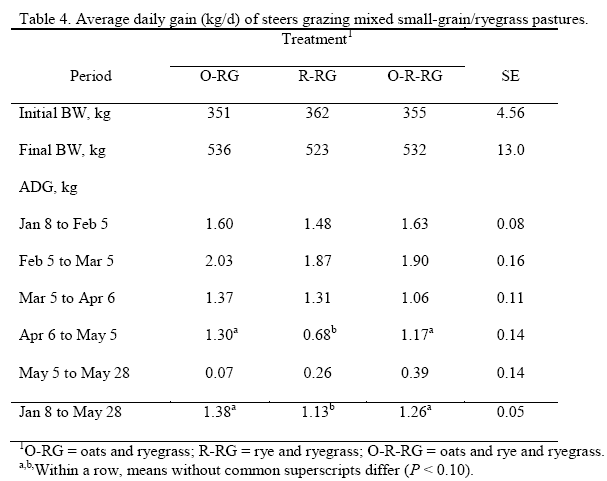 Table 4. Average daily gain (kg/d) of steers grazing mixed small-grain/ryegrass pastures.
Treatment¹
Period O-RG R-RG O-R-RG SE
Initial BW, kg 351 362 355 4.56
Final BW, kg 536 523 532 13.0
ADG, kg
Jan 8 to Feb 5 1.60 1.48 1.63 0.08
Feb 5 to Mar 5 2.03 1.87 1.90 0.16
Mar 5 to Apr 6 1.37 1.31 1.06 0.11
Apr 6 to May 5 1.30ᵃ 0.68ᵇ 1.17ᵃ 0.14
May 5 to May 28 0.07 0.26 0.39 0.14
Jan 8 to May 28 1.38ᵃ 1.13ᵇ 1.26ᵃ 0.05
¹O-RG = oats and ryegrass; R-RG = rye and ryegrass; O-R-RG = oats and rye and ryegrass.
ᵃ,ᵇ,Within a row, means without common superscripts differ (P < 0.10).